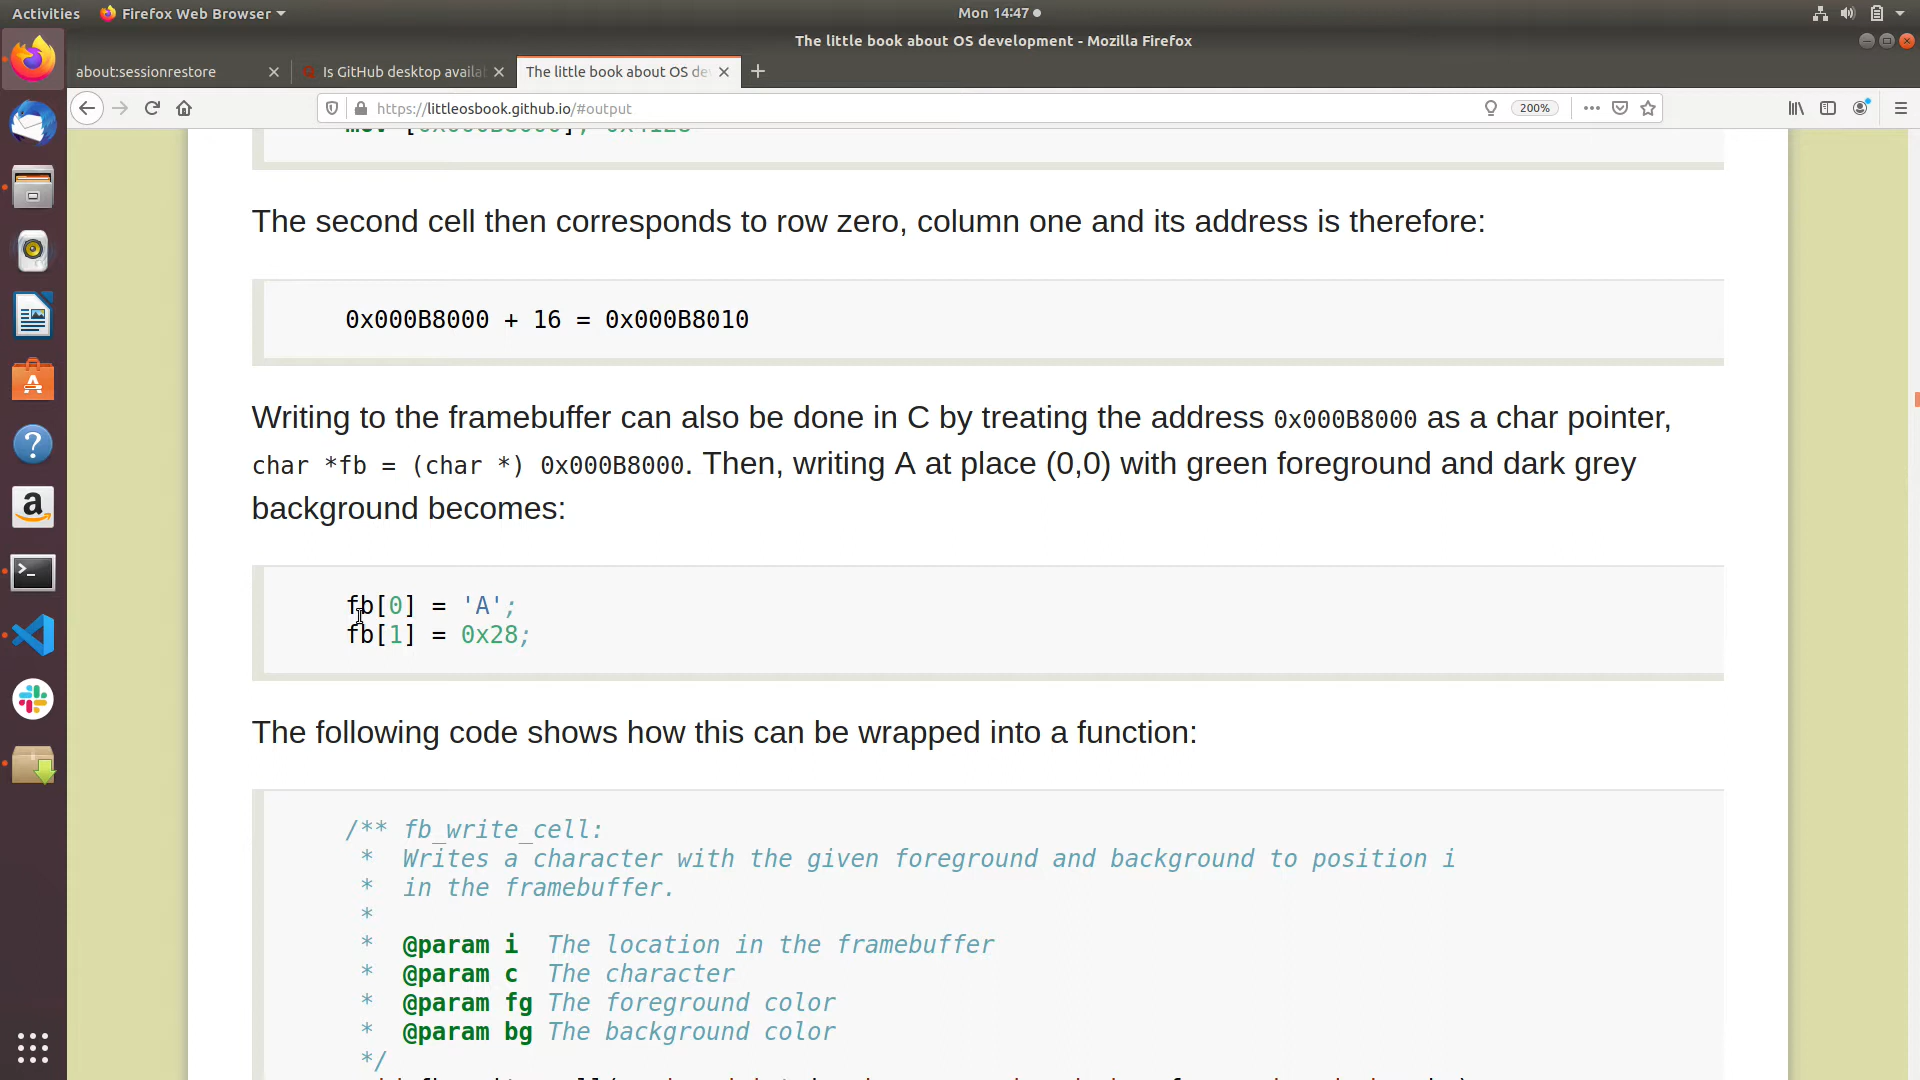 Activities Firefox Web Browser Mon 14:47
The little book about OS development - Mozilla Firefox
about:sessionrestore Is GitHub desktop availa The little book about OS de
https://littleosbook.github.io/#output 200%
The second cell then corresponds to row zero, column one and its address is therefore:
0x000B8000 + 16 = 0x000B8010
Writing to the framebuffer can also be done in C by treating the address 0x000B8000 as a char pointer,
char *fb = (char *) 0x000B8000. Then, writing A at place (0,0) with green foreground and dark grey
background becomes:
fb[0] = 'A';
fb[1] = 0x28;
The following code shows how this can be wrapped into a function:
/** fb_write_cell:
* Writes a character with the given foreground and background to position i
* in the framebuffer.
*
* @param i The location in the framebuffer
* @param c The character
* @param fg The foreground color
* @param bg The background color
*/